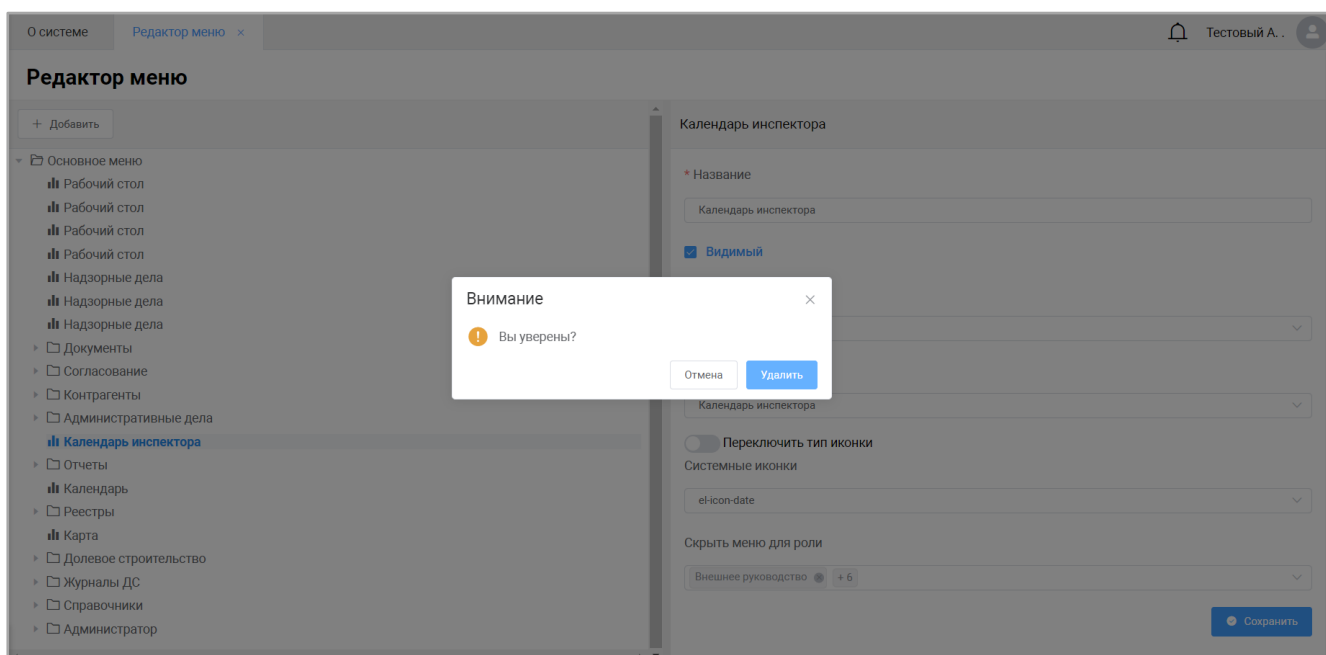 О системе
Редактор меню ×
Тестовый А. .
Редактор меню
+ Добавить
Основное меню
Рабочий стол
Рабочий стол
Рабочий стол
Рабочий стол
Надзорные дела
Надзорные дела
Надзорные дела
Документы
Согласование
Контрагенты
Административные дела
Календарь инспектора
Отчеты
Календарь
Реестры
Карта
Долевое строительство
Журналы ДС
Справочники
Администратор
Календарь инспектора
* Название
Календарь инспектора
Видимый
Внимание
Вы уверены?
Отмена
Удалить
Календарь инспектора
Переключить тип иконки
Системные иконки
el-icon-date
Скрыть меню для роли
Внешнее руководство + 6
Сохранить